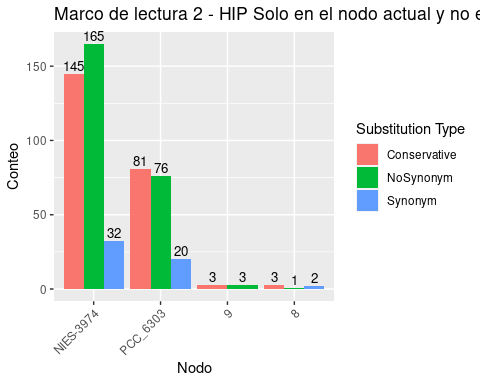 Marco de lectura 2 - HIP Solo en el nodo actual y no e
Conteo
150
100
50
0
145
165
32
81
76
20
3
3
3
1
2
NIES-3974
PCC_6303
9
8
Nodo
Substitution Type
Conservative
NoSynonym
Synonym